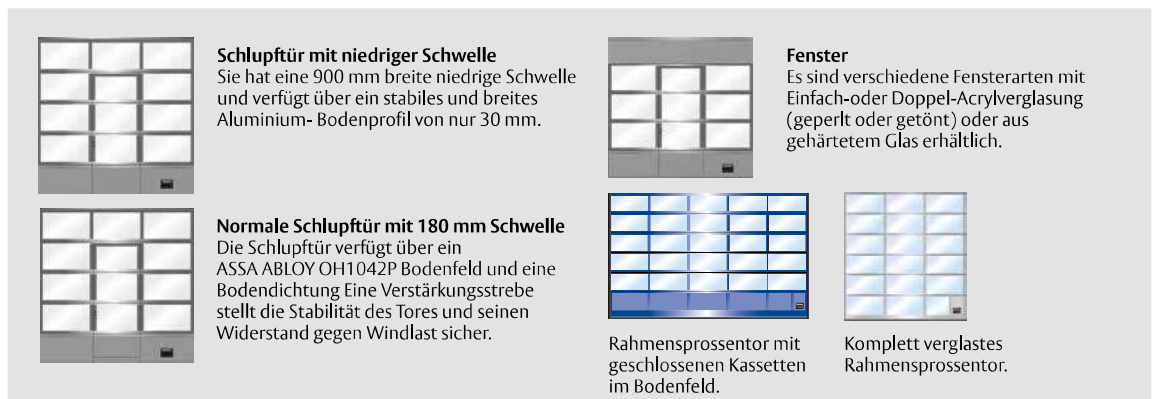 Schlupftür mit niedriger Schwelle
Sie hat eine 900 mm breite niedrige Schwelle
und verfügt über ein stabiles und breites
Aluminium- Bodenprofil von nur 30 mm.
Normale Schlupftür mit 180 mm Schwelle
Die Schlupftür verfügt über ein
ASSA ABLOY OH1042P Bodenfeld und eine
Bodendichtung Eine Verstärkungsstrebe
stellt die Stabilität des Tores und seinen
Widerstand gegen Windlast sicher.
Fenster
Es sind verschiedene Fensterarten mit
Einfach-oder Doppel-Acrylverglasung
(geperlt oder getönt) oder aus
gehärtetem Glas erhältlich.
Rahmensprossentor mit
geschlossenen Kassetten
im Bodenfeld.
Komplett verglastes
Rahmensprossentor.